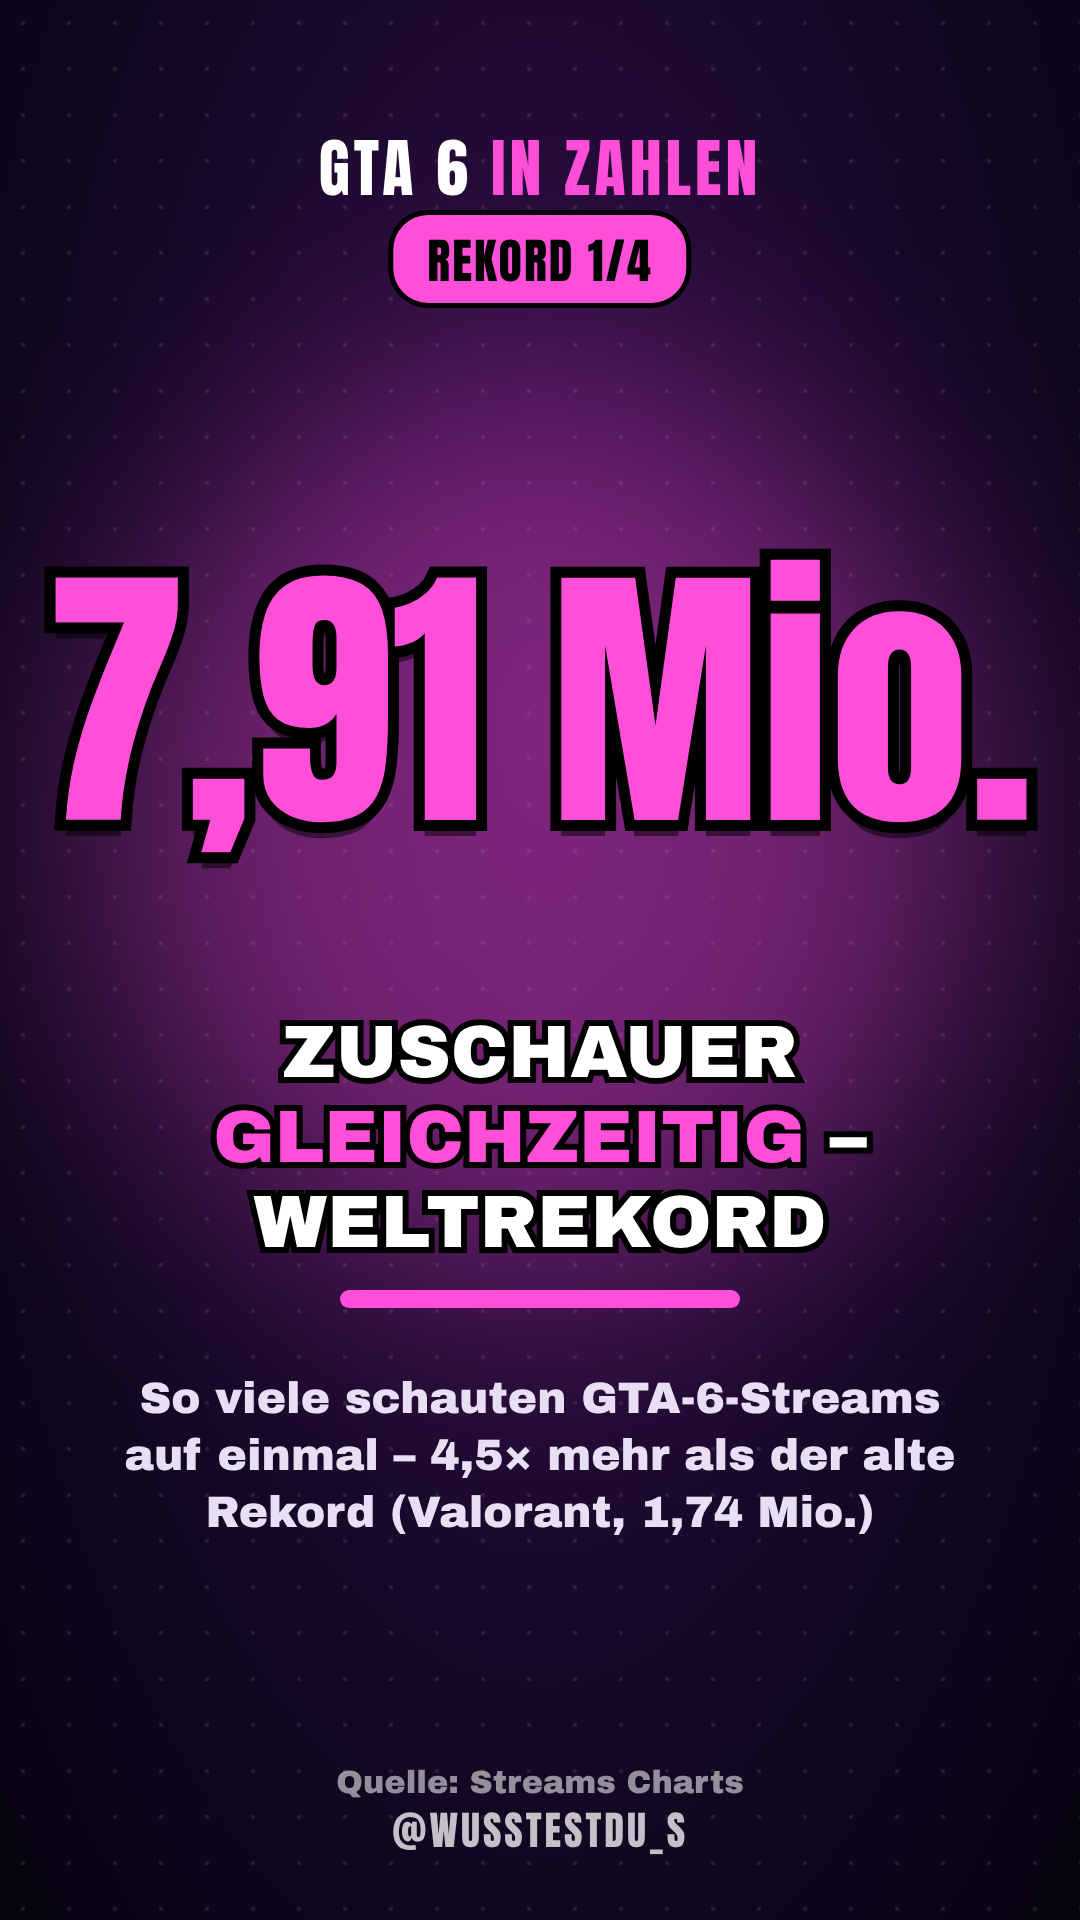 GTA 6 IN ZAHLEN
REKORD 1/4
7,91 Mio.
ZUSCHAUER
GLEICHZEITIG –
WELTREKORD
So viele schauten GTA-6-Streams
auf einmal – 4,5× mehr als der alte
Rekord (Valorant, 1,74 Mio.)
Quelle: Streams Charts
@WUSSTESTDU_S